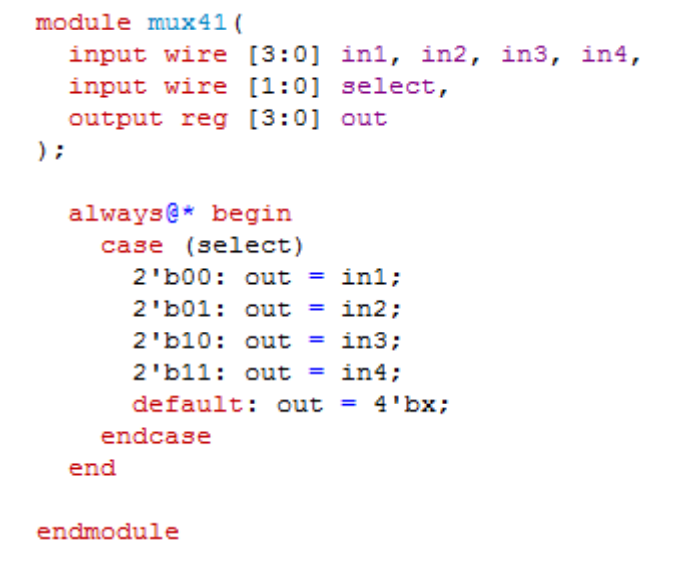 module mux41(
  input wire [3:0] in1, in2, in3, in4,
  input wire [1:0] select,
  output reg [3:0] out
);
  always@* begin
    case (select)
      2'b00: out = in1;
      2'b01: out = in2;
      2'b10: out = in3;
      2'b11: out = in4;
      default: out = 4'bx;
    endcase
  end
endmodule